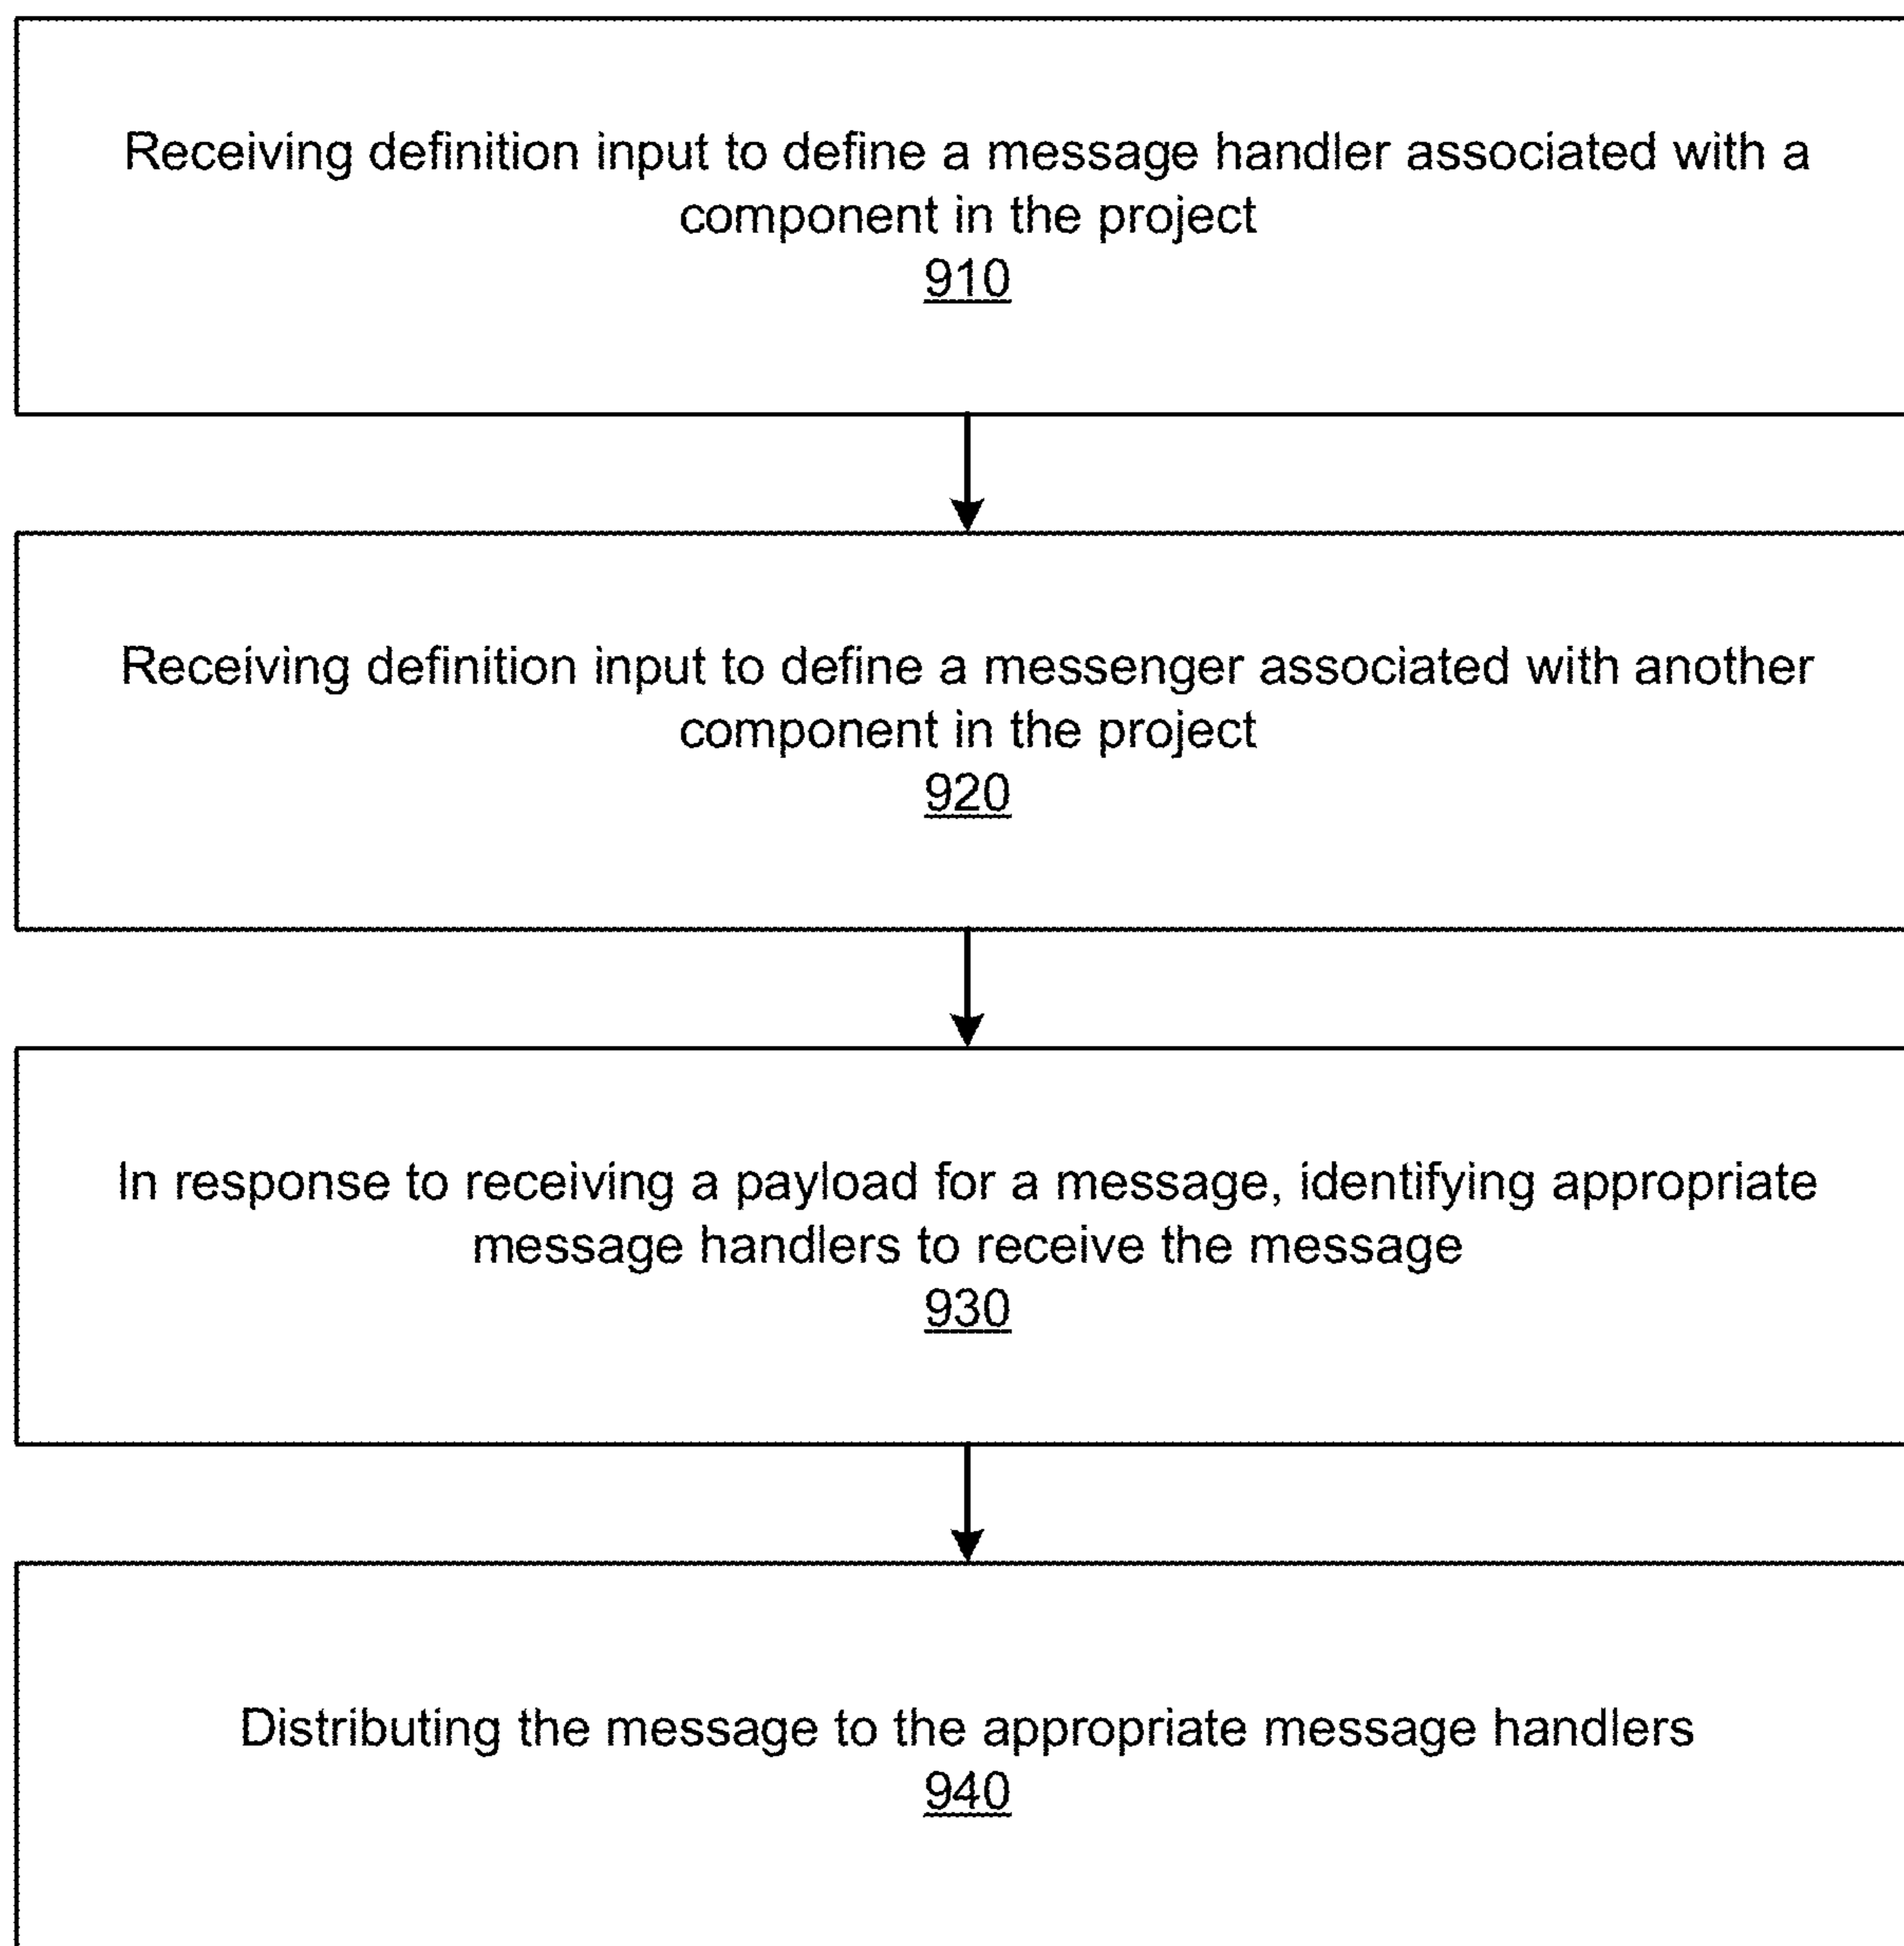 Receiving definition input to define a message handler associated with a
component in the project
910
Receiving definition input to define a messenger associated with another
component in the project
920
In response to receiving a payload for a message, identifying appropriate
message handlers to receive the message
930
Distributing the message to the appropriate message handlers
940